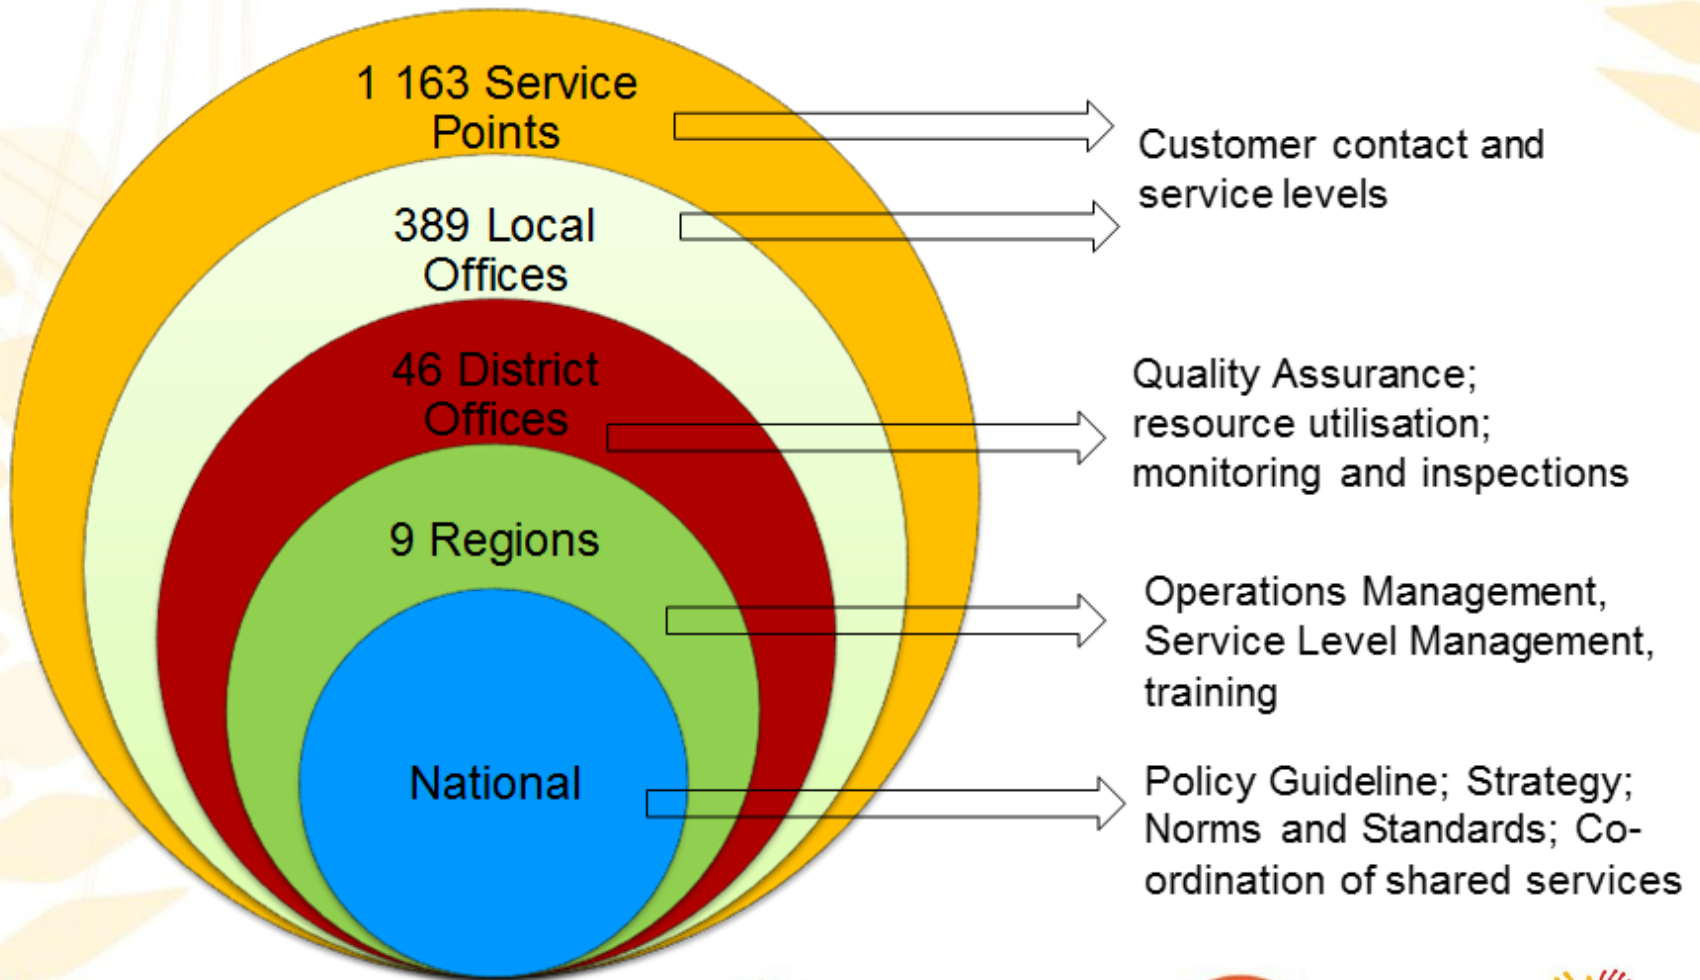 1 163 Service
Points
389 Local
Offices
46 District
Offices
9 Regions
National
Customer contact and
service levels
Quality Assurance;
resource utilisation;
monitoring and inspections
Operations Management,
Service Level Management,
training
Policy Guideline; Strategy;
Norms and Standards; Co-
ordination of shared services